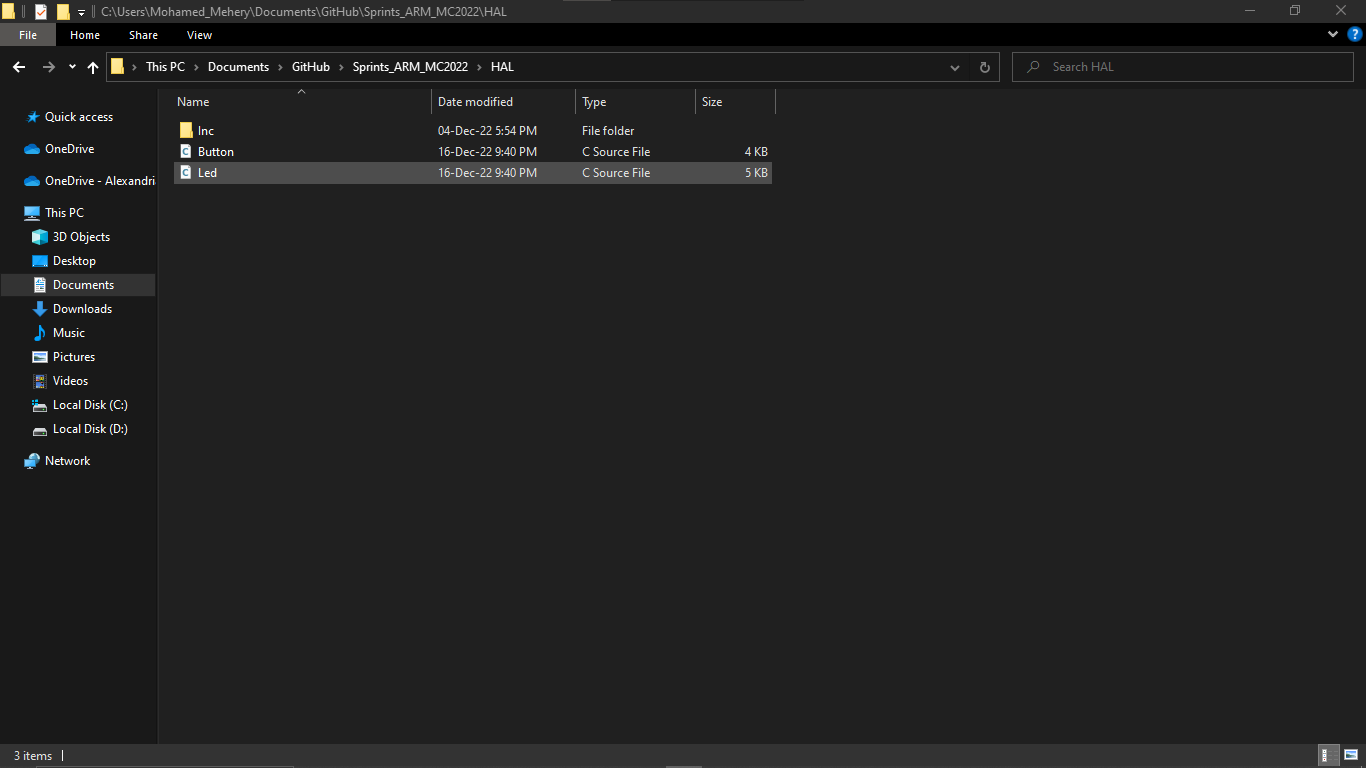 C:\Users\Mohamed_Mehery\Documents\GitHub\Sprints_ARM_MC2022\HAL
File Home Share View
This PC Documents GitHub Sprints_ARM_MC2022 HAL Search HAL
Name Date modified Type Size
Quick access
OneDrive
OneDrive - Alexandri
This PC
3D Objects
Desktop
Documents
Downloads
Music
Pictures
Videos
Local Disk (C:)
Local Disk (D:)
Network
Inc 04-Dec-22 5:54 PM File folder
Button 16-Dec-22 9:40 PM C Source File 4 KB
Led 16-Dec-22 9:40 PM C Source File 5 KB
3 items